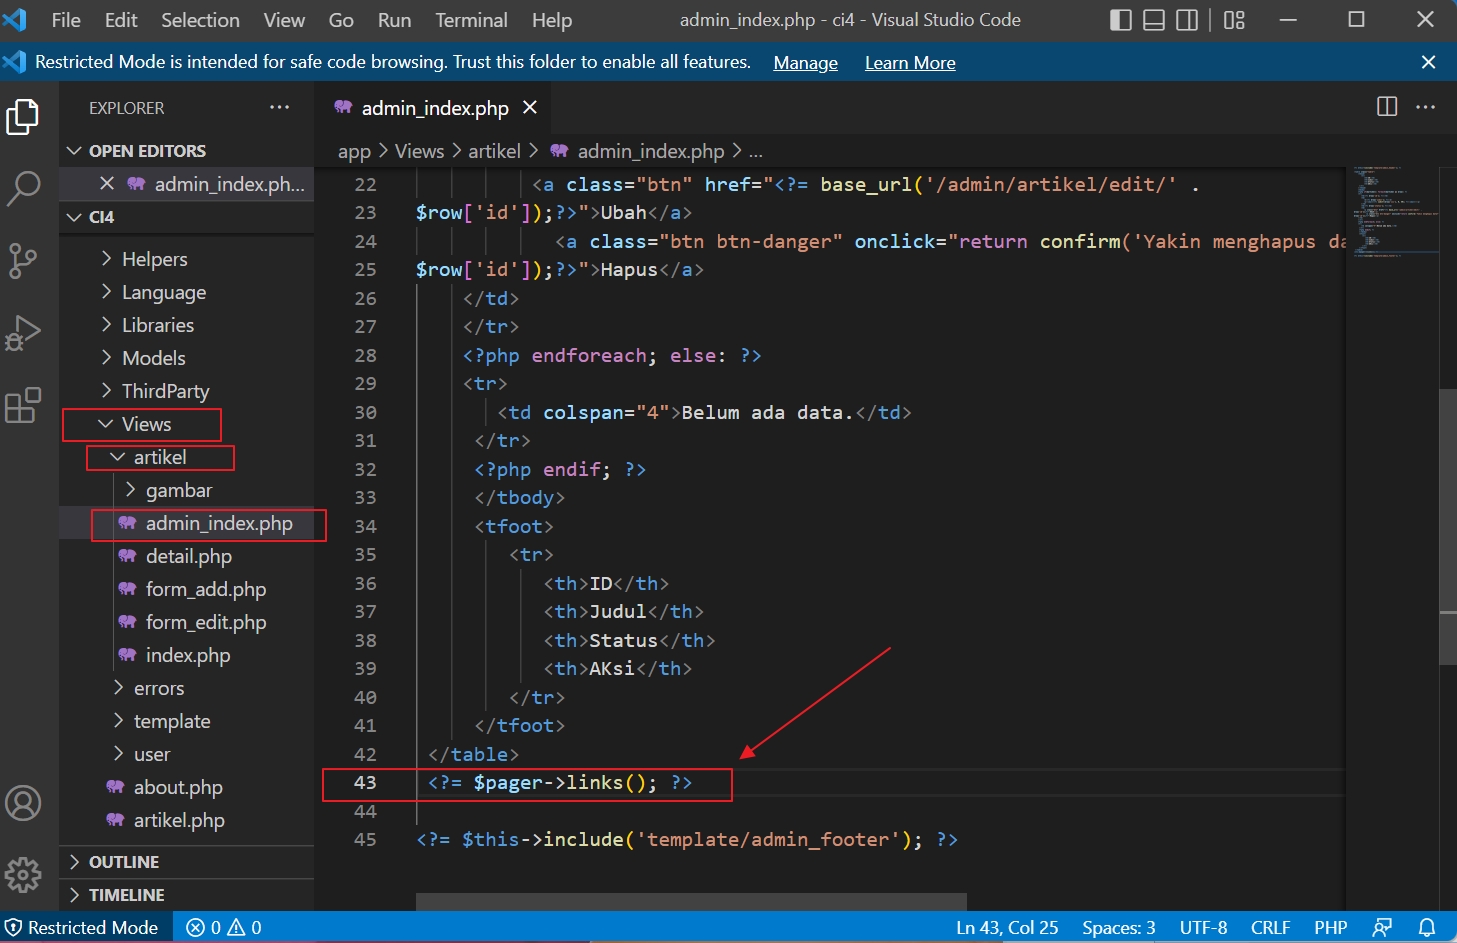 File Edit Selection View Go Run Terminal Help admin_index.php - ci4 - Visual Studio Code
Restricted Mode is intended for safe code browsing. Trust this folder to enable all features. Manage Learn More
EXPLORER
OPEN EDITORS
admin_index.ph...
CI4
Helpers
Language
Libraries
Models
ThirdParty
Views
artikel
gambar
admin_index.php
detail.php
form_add.php
form_edit.php
index.php
errors
template
user
about.php
artikel.php
OUTLINE
TIMELINE
admin_index.php
app > Views > artikel > admin_index.php > ...
22 <a class="btn" href="<?= base_url('/admin/artikel/edit/' .
23 $row['id']);?>">Ubah</a>
24 <a class="btn btn-danger" onclick="return confirm('Yakin menghapus da
25 $row['id']);?>">Hapus</a>
26 </td>
27 </tr>
28 <?php endforeach; else: ?>
29 <tr>
30 <td colspan="4">Belum ada data.</td>
31 </tr>
32 <?php endif; ?>
33 </tbody>
34 <tfoot>
35 <tr>
36 <th>ID</th>
37 <th>Judul</th>
38 <th>Status</th>
39 <th>AKsi</th>
40 </tr>
41 </tfoot>
42 </table>
43 <?= $pager->links(); ?>
44
45 <?= $this->include('template/admin_footer'); ?>
Restricted Mode 0 0 Ln 43, Col 25 Spaces: 3 UTF-8 CRLF PHP